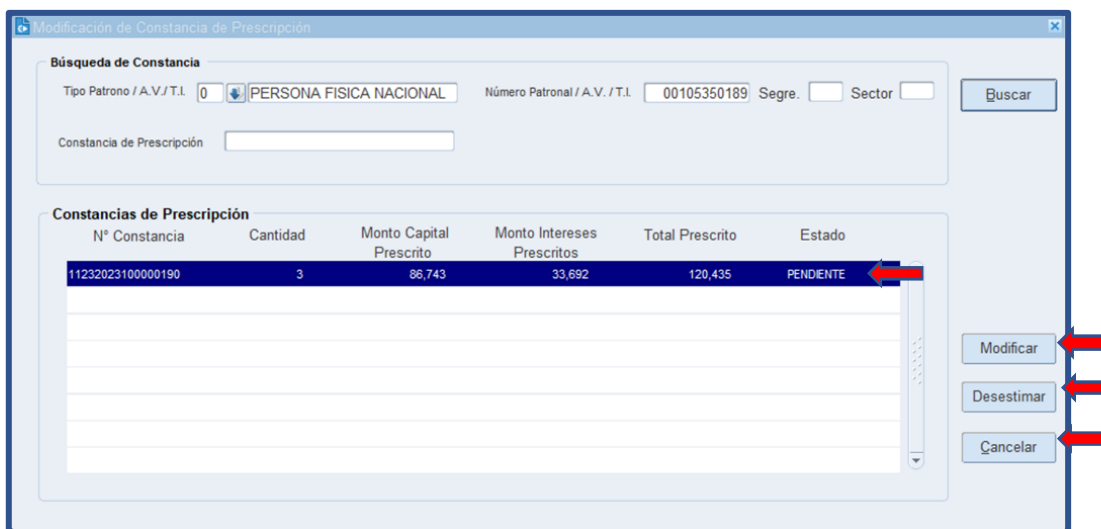 Modificación de Constancia de Prescripción
Búsqueda de Constancia
Tipo Patrono / A.V./ T.I. 0 PERSONA FISICA NACIONAL Número Patronal / A.V. / T.I. 00105350189 Segre. Sector Buscar
Constancia de Prescripción
Constancias de Prescripción
N° Constancia Cantidad Monto Capital Prescrito Monto Intereses Prescritos Total Prescrito Estado
11232023100000190 3 86,743 33,692 120,435 PENDIENTE
Modificar
Desestimar
Cancelar